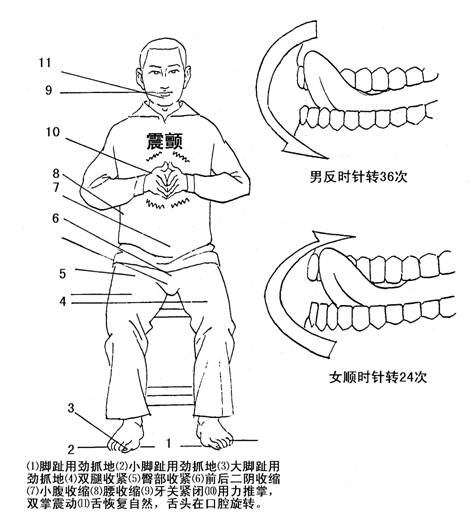 11
9
震颤
10
8
7
6
5
4
3
2
1
男反时针转36次
女顺时针转24次
⑴脚趾用劲抓地⑵小脚趾用劲抓地⑶大脚趾用
劲抓地⑷双腿收紧⑸臀部收紧⑹前后二阴收缩
⑺小腹收缩⑻腰收缩⑼牙关紧闭⑽用力推掌，
双掌震动⑾舌恢复自然，舌头在口腔旋转。